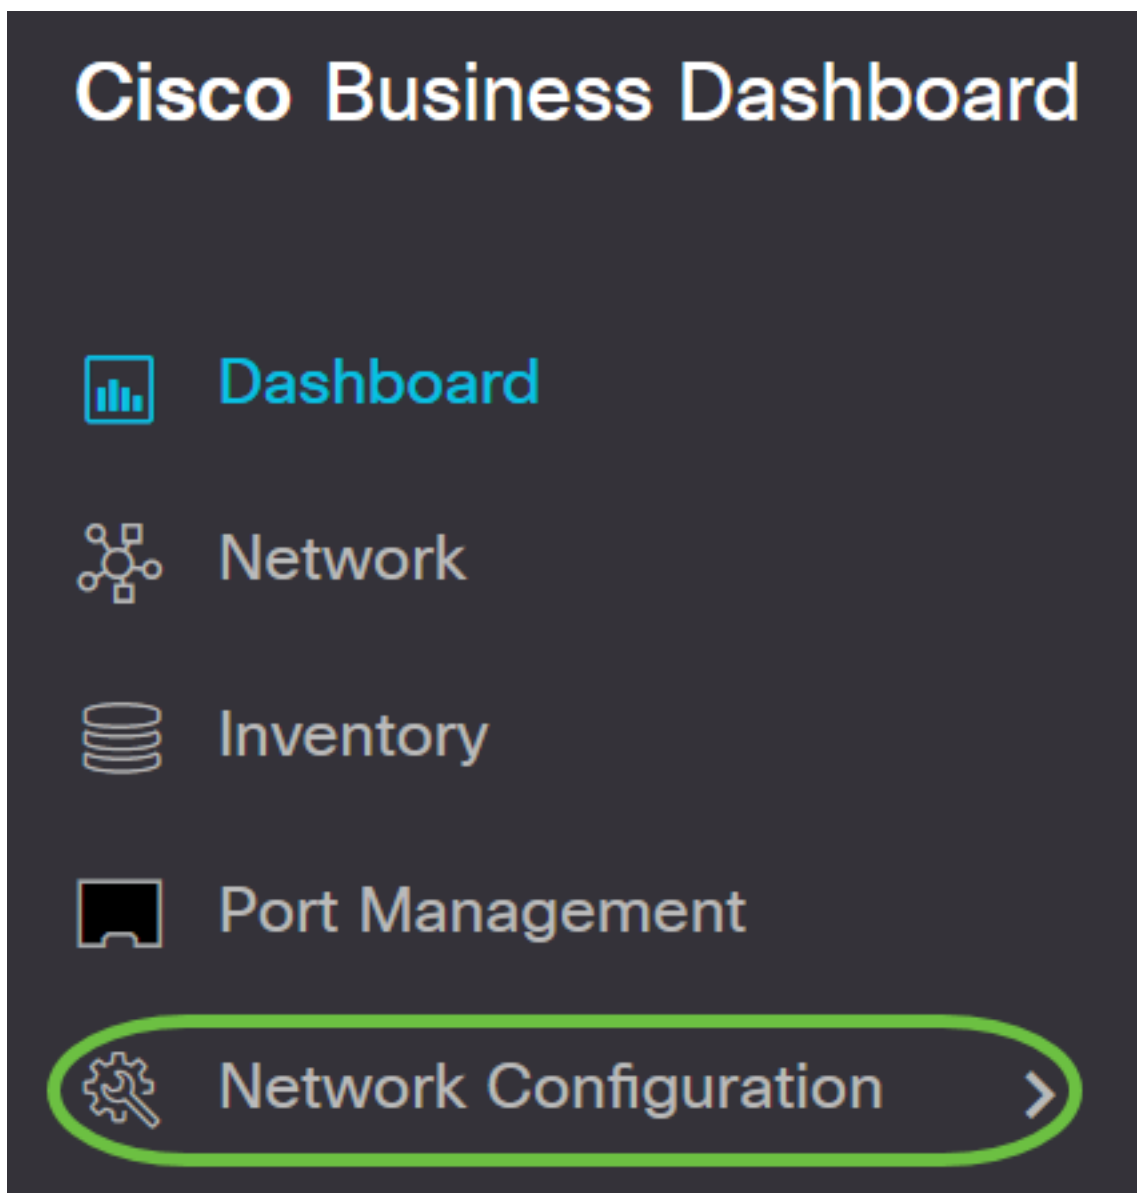 Cisco Business Dashboard
Dashboard
Network
Inventory
Port Management
Network Configuration